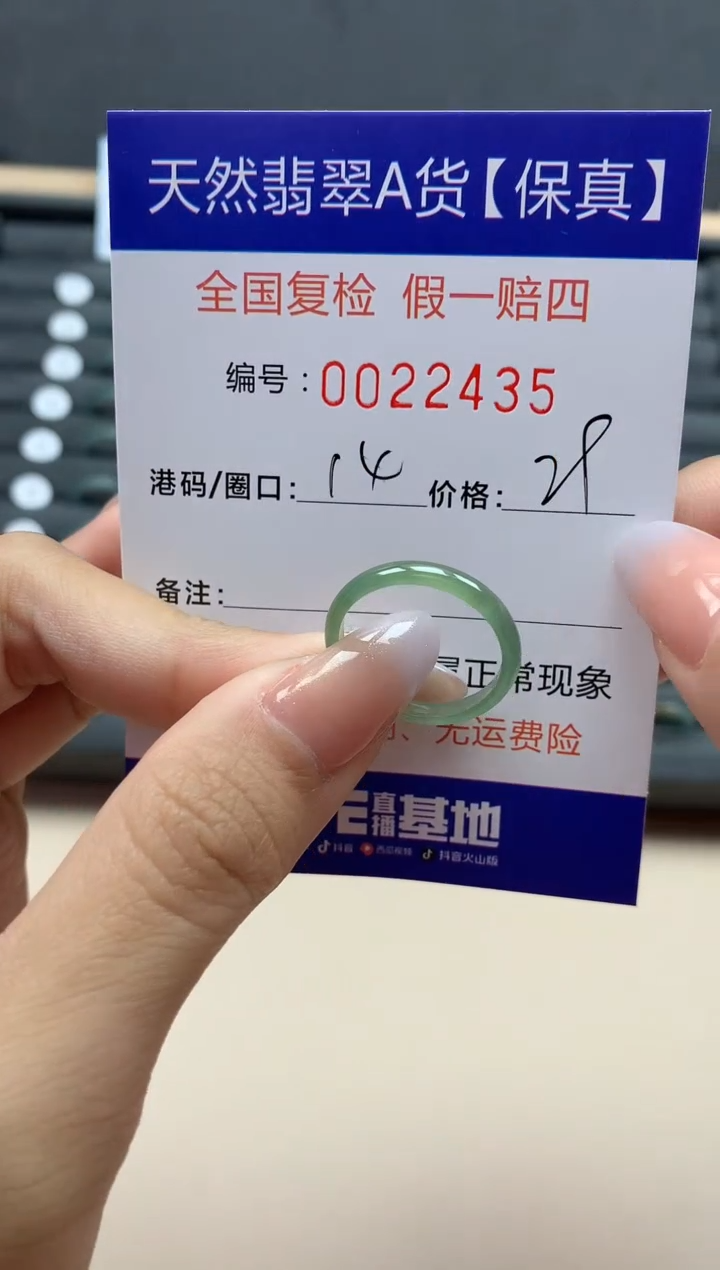 天然翡翠A货【保真】
全国复检 假一赔四
编号:0022435
港码/圈口:14 价格:28
备注:
正常现象
、无运费险
直播基地
抖音 西瓜视频 抖音火山版